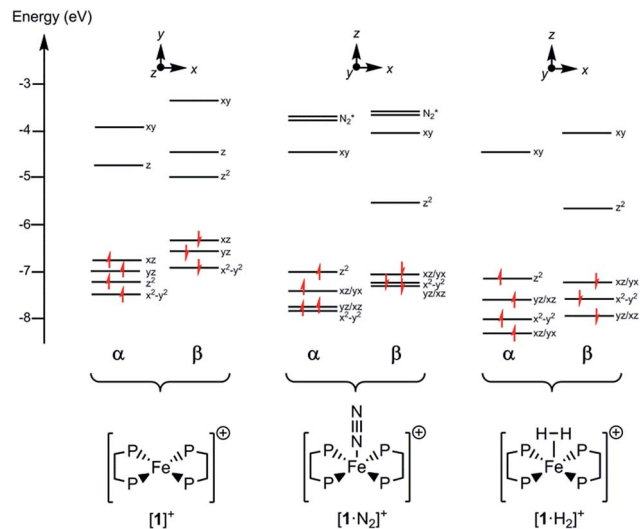 Energy (eV)
y
z x
z
y x
z
y x
-3
-4
-5
-6
-7
-8
xy
z
xz
yz
z²
x²-y²
xy
z
z²
xz
yz
x²-y²
N₂*
xy
z²
xz/yx
yz/xz
x²-y²
N₂*
xy
z²
xz/yx
x²-y²
yz/xz
xy
z²
yz/xz
x²-y²
xz/yx
xy
z²
xz/yx
x²-y²
yz/xz
α β α β α β
P P
Fe
P P
⊕
[1]⁺
N
N
P P
Fe
P P
⊕
[1·N₂]⁺
H-H
P P
Fe
P P
⊕
[1·H₂]⁺